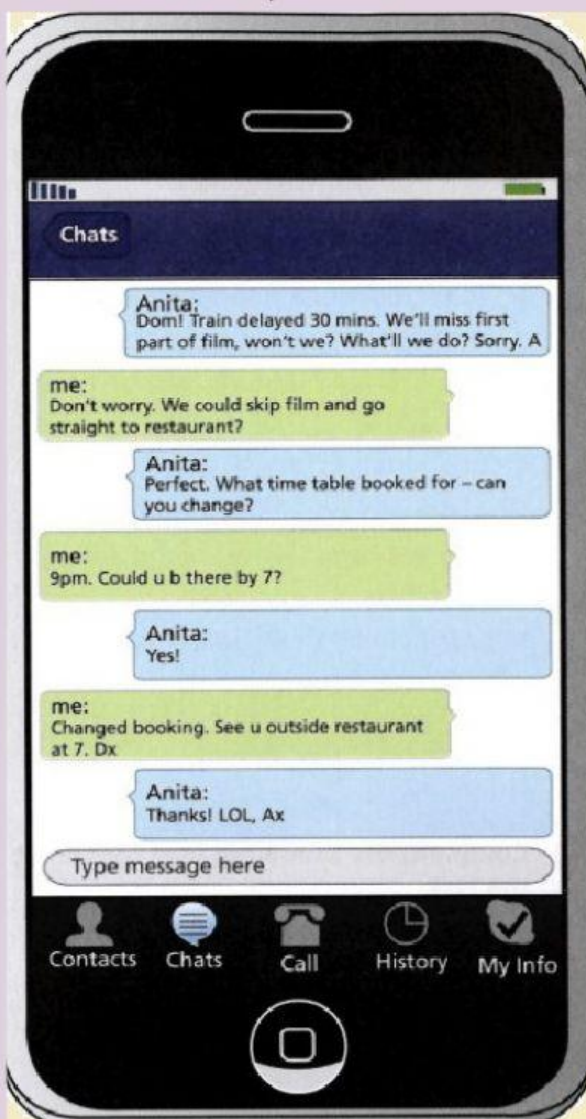 Chats
Anita:
Dom! Train delayed 30 mins. We'll miss first
part of film, won't we? What'll we do? Sorry. A
me:
Don't worry. We could skip film and go
straight to restaurant?
Anita:
Perfect. What time table booked for – can
you change?
me:
9pm. Could u b there by 7?
Anita:
Yes!
me:
Changed booking. See u outside restaurant
at 7. Dx
Anita:
Thanks! LOL, Ax
Type message here
Contacts Chats Call History My Info